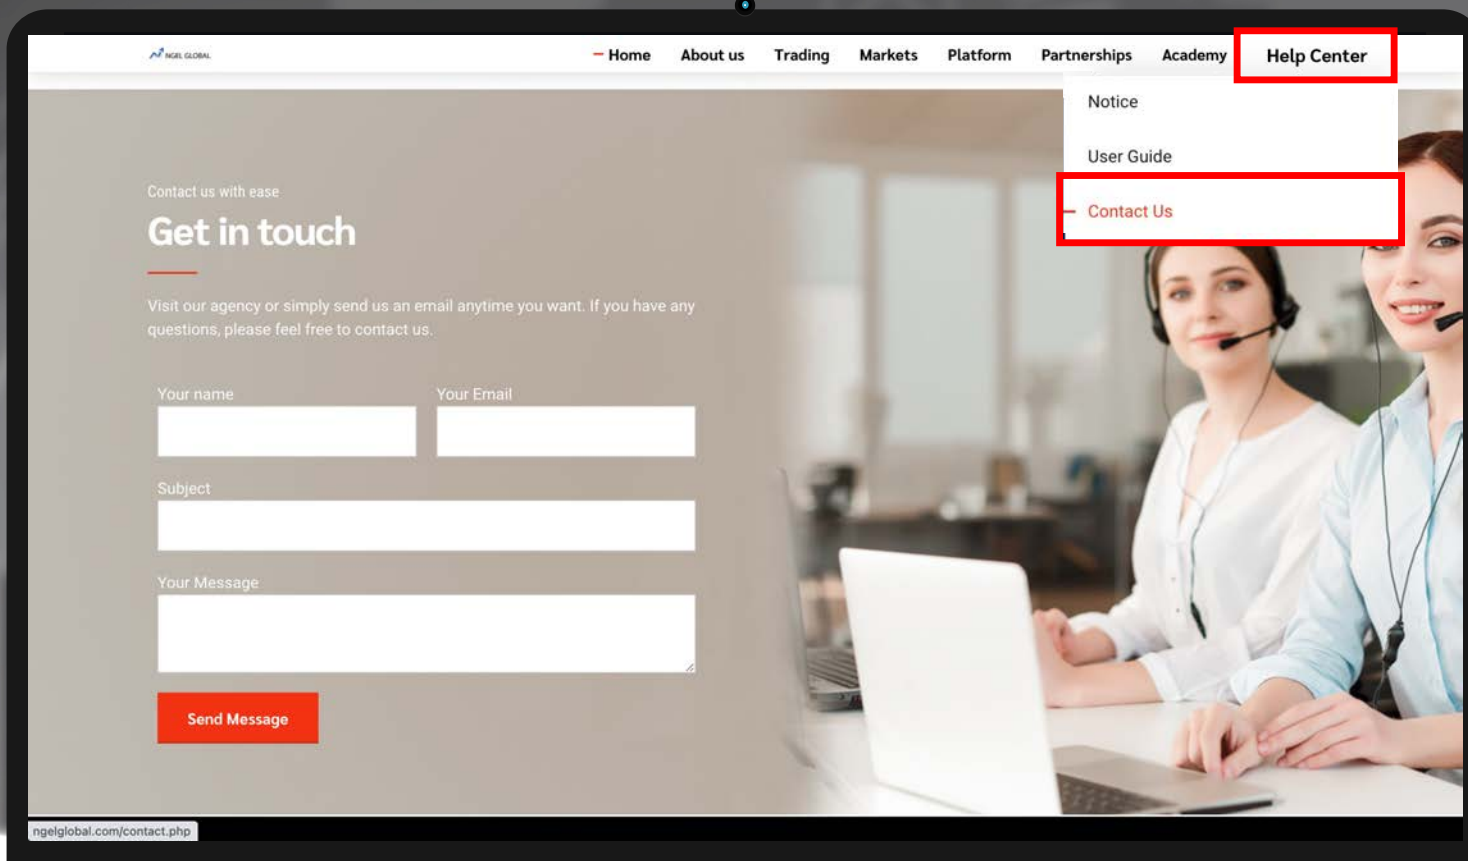 NGEL GLOBAL
Home About us Trading Markets Platform Partnerships Academy Help Center
Notice
User Guide
Contact Us
Contact us with ease
Get in touch
Visit our agency or simply send us an email anytime you want. If you have any
questions, please feel free to contact us.
Your name Your Email
Subject
Your Message
Send Message
ngelglobal.com/contact.php